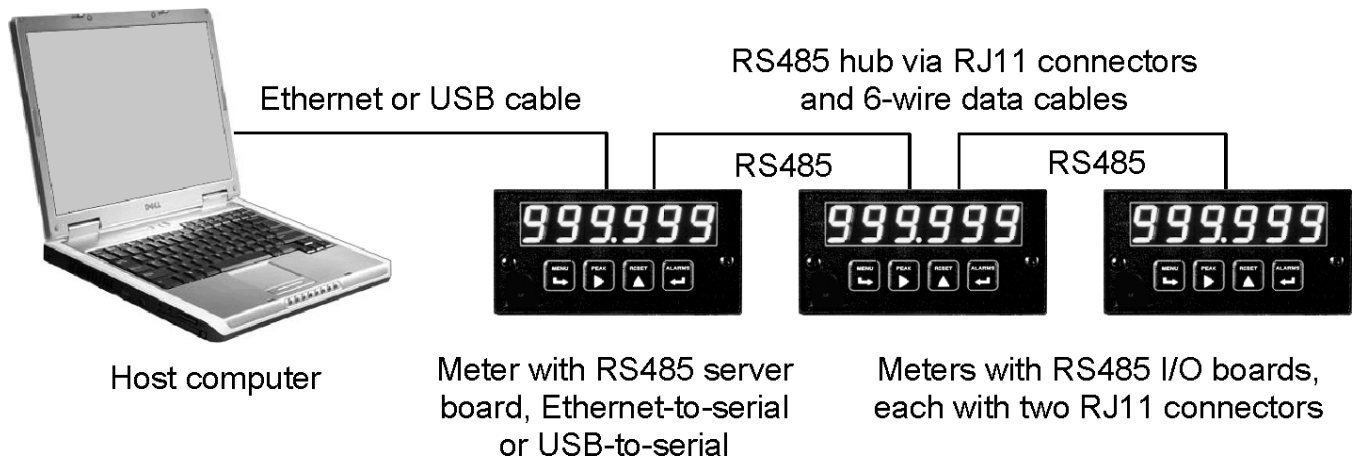 RS485 hub via RJ11 connectors
and 6-wire data cables
Ethernet or USB cable
RS485
RS485
DELL
999.999
MENU PEAK RESET ALARMS
999.999
MENU PEAK RESET ALARMS
999.999
MENU PEAK RESET ALARMS
Host computer
Meter with RS485 server
board, Ethernet-to-serial
or USB-to-serial
Meters with RS485 I/O boards,
each with two RJ11 connectors